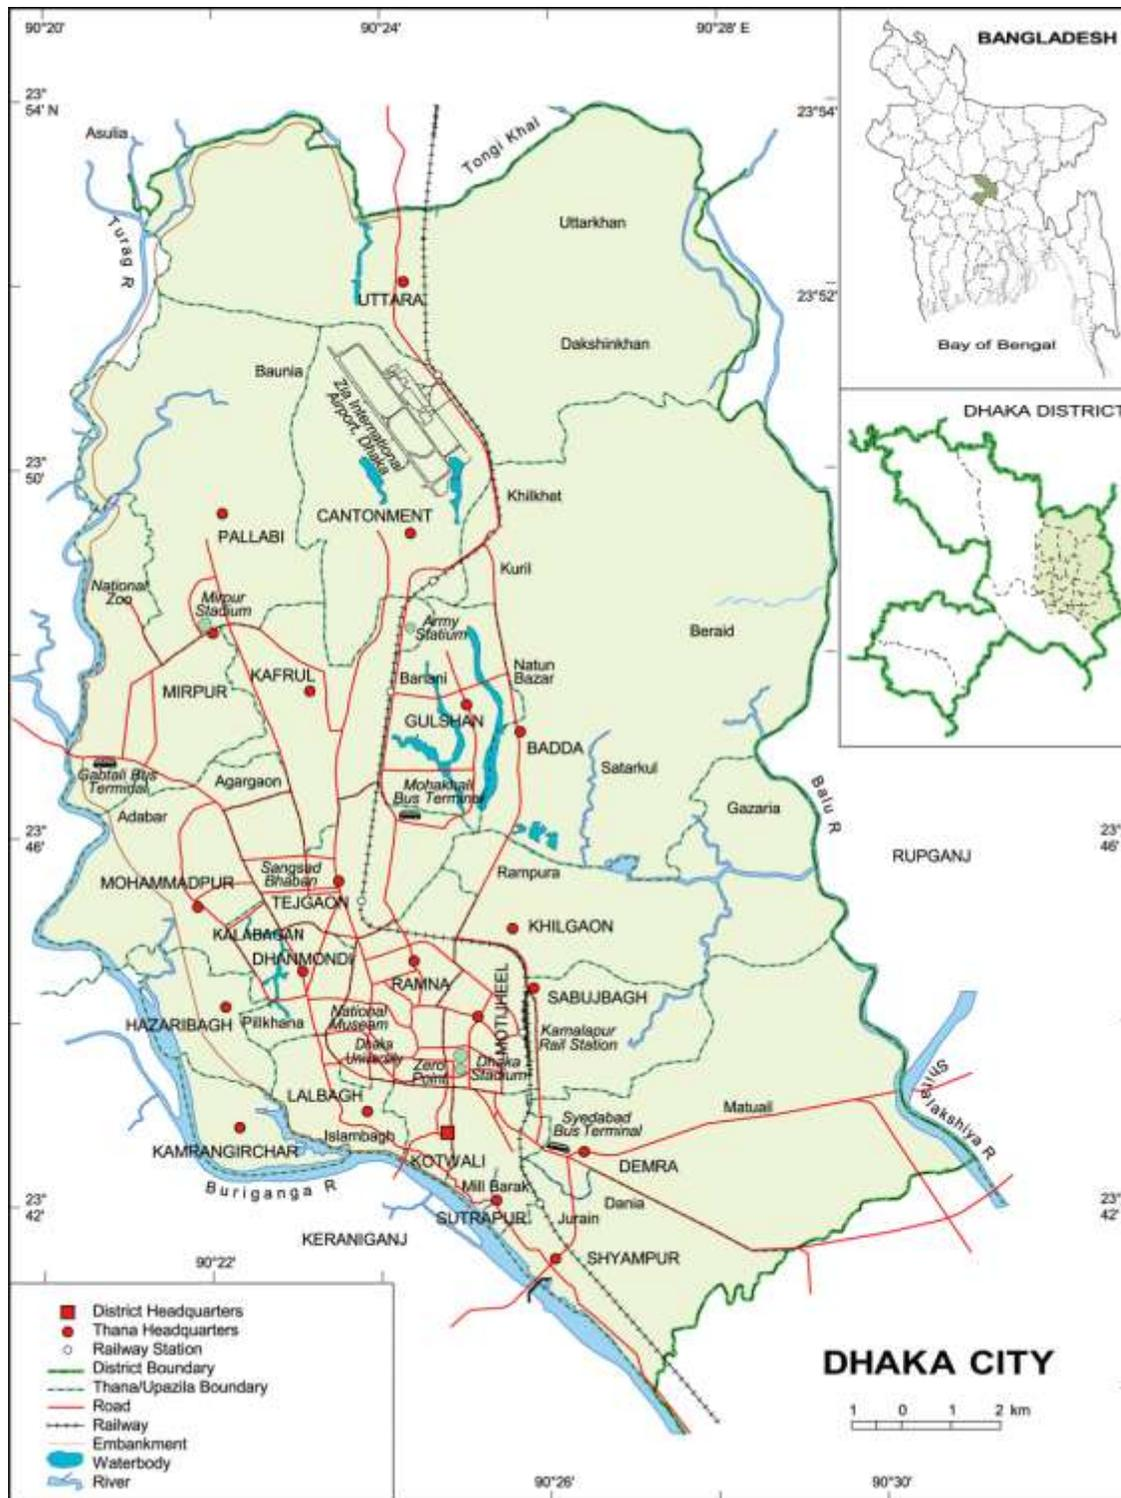 90°20'
90°24'
90°28' E
BANGLADESH
23°
54' N
23°54'
Asulia
Tongi Khal
Turag R
Uttarkhan
23°52'
UTTARA
Bay of Bengal
Dakshinkhan
Baunia
Zia International
Airport, Dhaka
DHAKA DISTRICT
23°
50'
Khilkhet
CANTONMENT
PALLABI
Kuril
National
Zoo
Mirpur
Stadium
Army
Statium
Beraid
Natun
Bazar
KAFRUL
Bariani
MIRPUR
GULSHAN
BADDA
Gabtali Bus
Terminal
Agargaon
Mohakhali
Bus Terminal
Satarkul
Gazaria
Balu R
Adabar
23°
46'
23°
46'
RUPGANJ
Sangsad
Bhaban
Rampura
MOHAMMADPUR
TEJGAON
KHILGAON
KALABAGAN
DHANMONDI
RAMNA
MOTIJHEEL
SABUJBAGH
HAZARIBAGH
Pillkhana
National
Museam
Kamalapur
Rail Station
Dhaka
University
Zero
Point
Dhaka
Stadium
Shitalakshiya R
LALBAGH
Matuail
Syedabad
Bus Terminal
Islambagh
KAMRANGIRCHAR
KOTWALI
DEMRA
Buriganga R
Mill Barak
Dania
23°
42'
23°
42'
SUTRAPUR
Jurain
KERANIGANJ
SHYAMPUR
90°22'
District Headquarters
Thana Headquarters
Railway Station
District Boundary
Thana/Upazila Boundary
Road
Railway
Embankment
Waterbody
River
DHAKA CITY
1 0 1 2 km
90°26'
90°30'